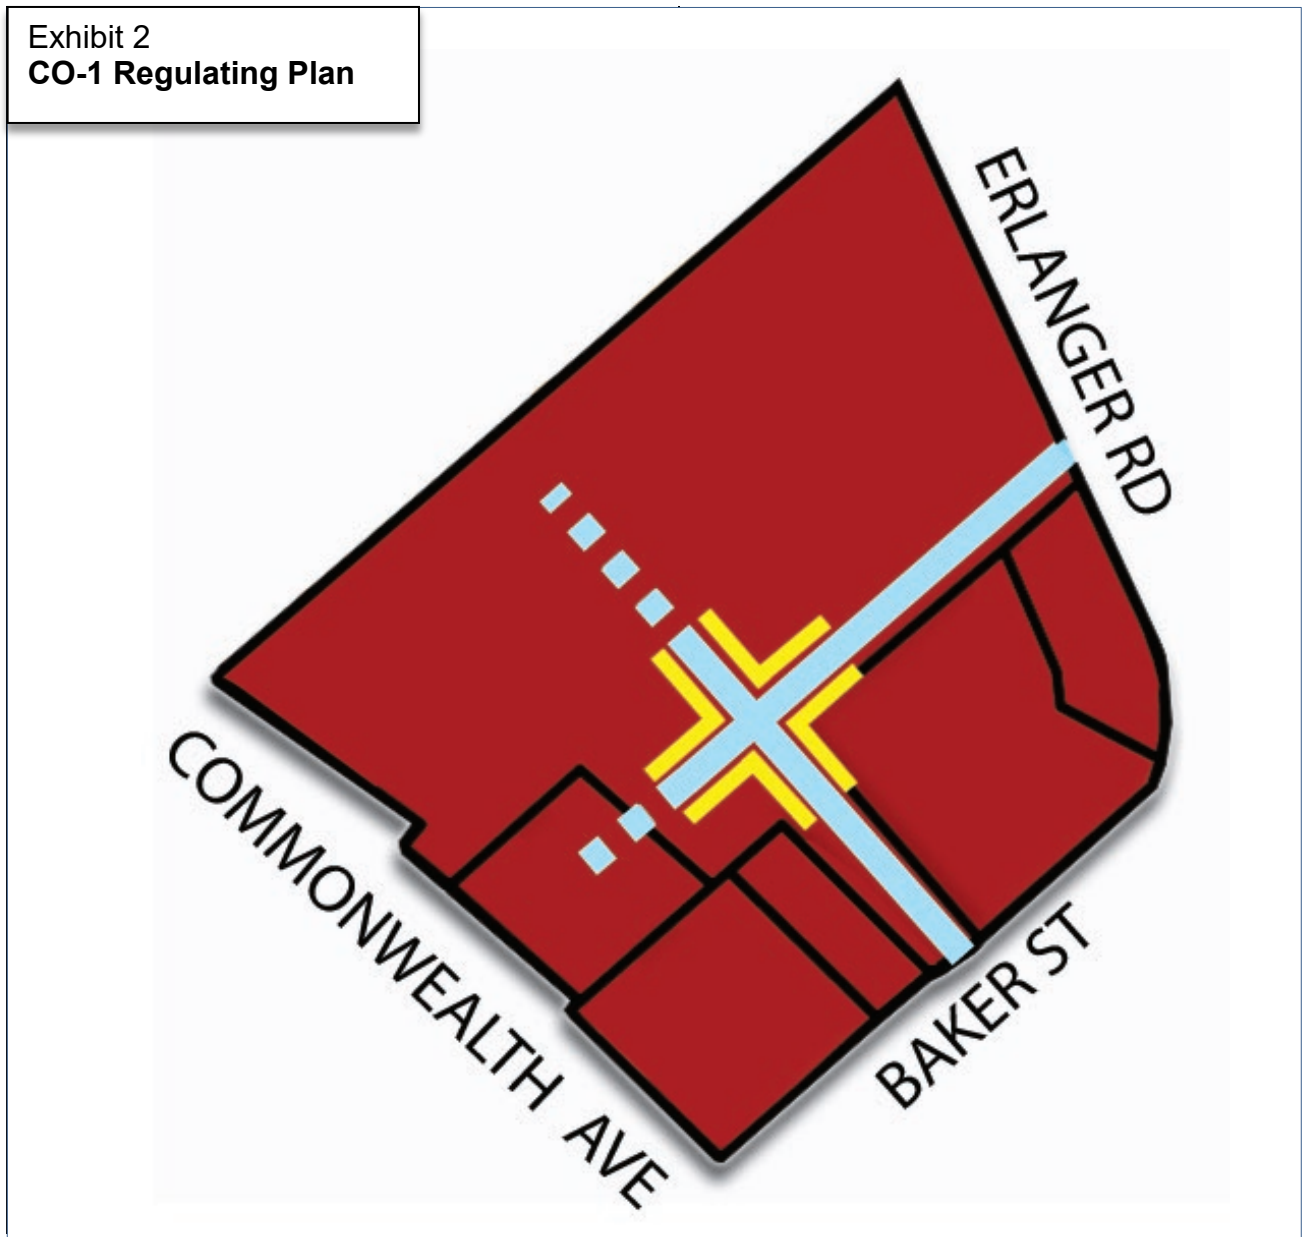 Exhibit 2
CO-1 Regulating Plan
ERLANGER RD
COMMONWEALTH AVE
BAKER ST